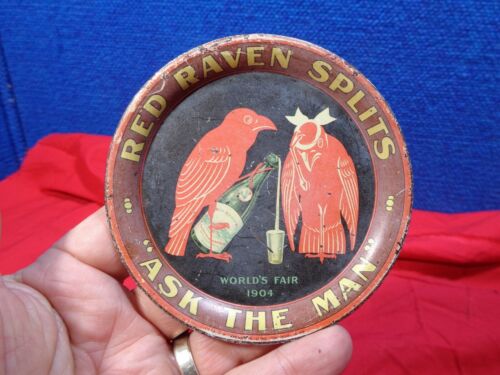 RED RAVEN SPLITS
WORLD'S FAIR
1904
"ASK THE MAN"